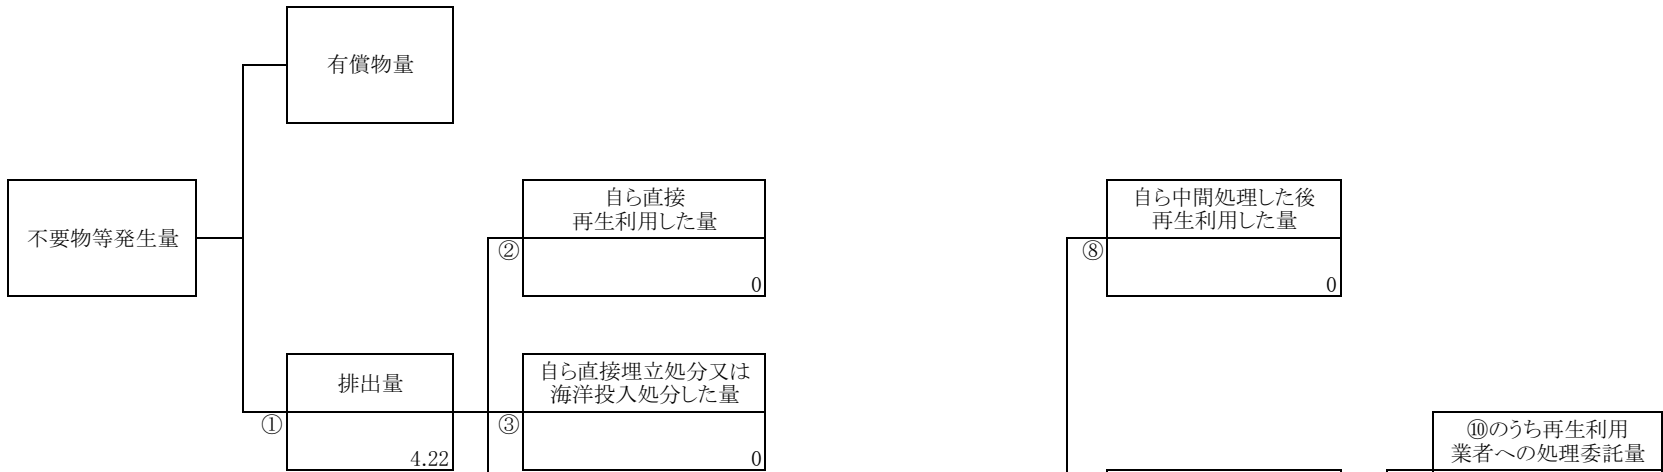 有償物量
不要物等発生量
自ら直接
再生利用した量
②
0
自ら中間処理した後
再生利用した量
⑧
0
排出量
①
4.22
自ら直接埋立処分又は
海洋投入処分した量
③
0
⑩のうち再生利用
業者への処理委託量